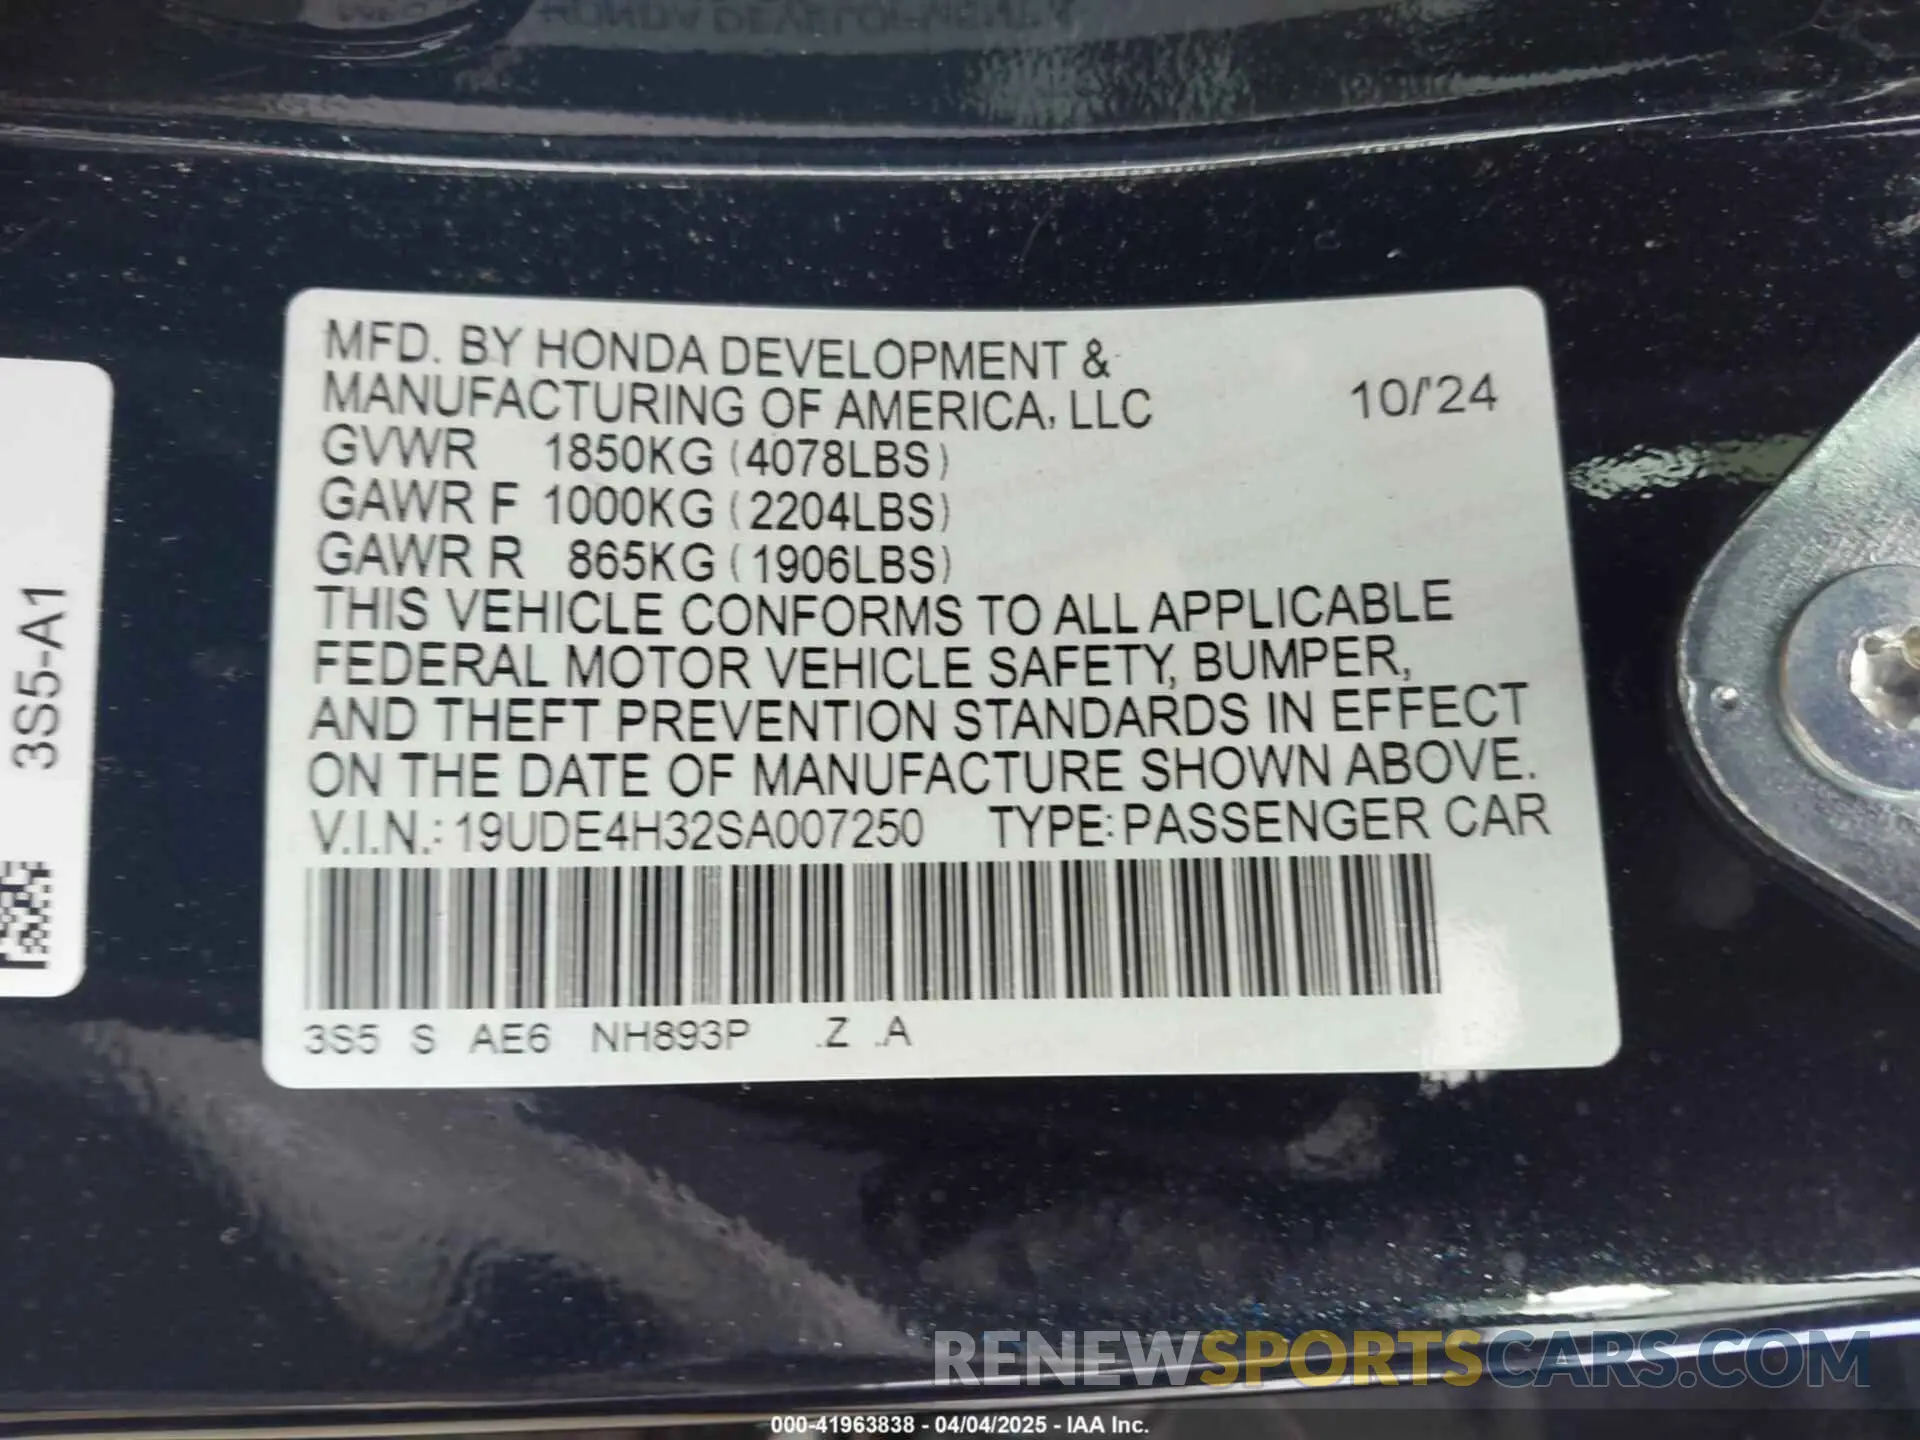 HONDA DEVELOPMENT &
MFD. BY HONDA DEVELOPMENT &
MANUFACTURING OF AMERICA, LLC 10/'24
GVWR 1850KG (4078LBS)
GAWR F 1000KG (2204LBS)
GAWR R 865KG (1906LBS)
THIS VEHICLE CONFORMS TO ALL APPLICABLE
FEDERAL MOTOR VEHICLE SAFETY, BUMPER,
AND THEFT PREVENTION STANDARDS IN EFFECT
ON THE DATE OF MANUFACTURE SHOWN ABOVE.
V.I.N.: 19UDE4H32SA007250 TYPE: PASSENGER CAR
3S5 S AE6 NH893P .Z .A
3S5-A1
RENEWSPORTSCARS.COM
000-41963838 - 04/04/2025 - IAA Inc.